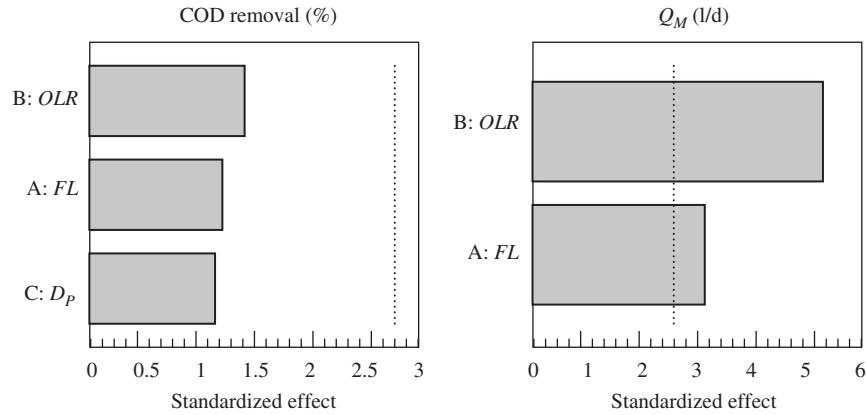 COD removal (%)
B: OLR
A: FL
C: D_P
0 0.5 1 1.5 2 2.5 3
Standardized effect
Q_M (l/d)
B: OLR
A: FL
0 1 2 3 4 5 6
Standardized effect